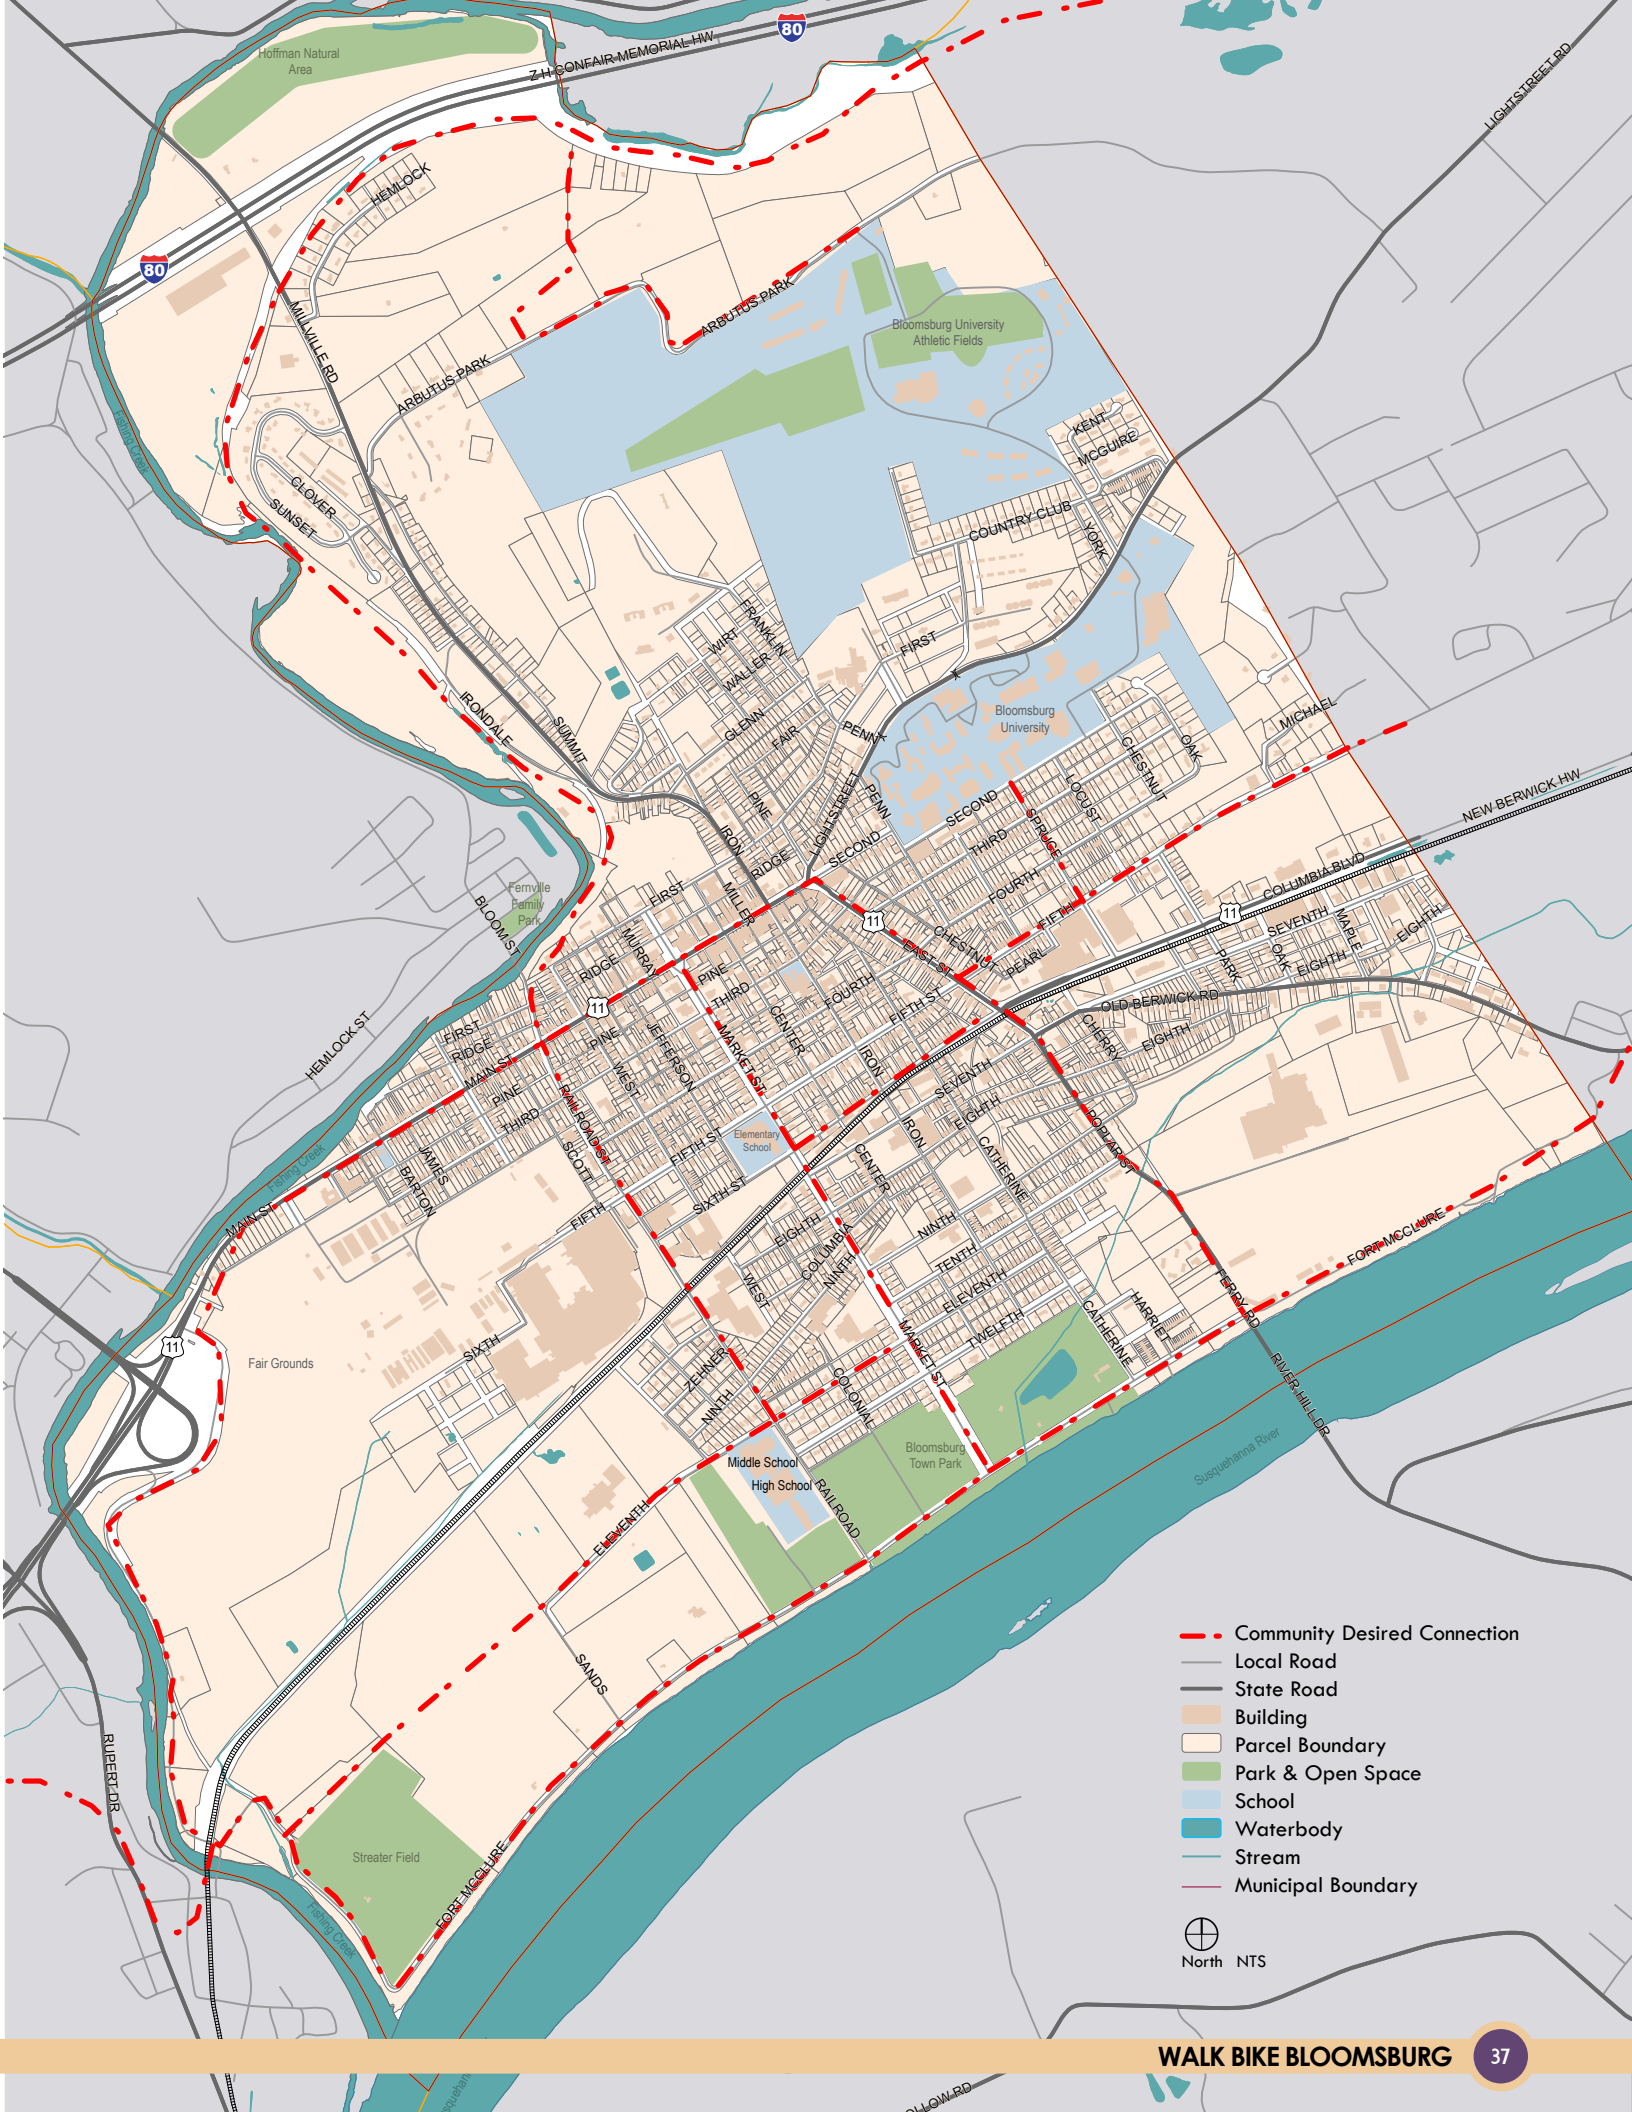 Hoffman Natural
Area
Z H CONFAIR MEMORIAL HW
80
LIGHTSTREET RD
HEMLOCK
80
MILLVILLE RD
ARBUTUS PARK
ARBUTUS PARK
Bloomsburg University
Athletic Fields
Fishing Creek
KENT
MCGUIRE
CLOVER
SUNSET
COUNTRY CLUB
YORK
FRANKLIN
WIRT
WALLER
FIRST
GLENN
FAIR
PENN
IRONDALE
SUMMIT
Bloomsburg
University
MICHAEL
OAK
CHESTNUT
LOCUST
PINE
LIGHTSTREET
PENN
SECOND
SPRUCE
THIRD
NEW BERWICK HW
IRON
RIDGE
SECOND
COLUMBIA BLVD
Fernville
Family
Park
BLOOM ST
FIRST
MILLER
FOURTH
FIFTH
11
11
SEVENTH
MAPLE
EIGHTH
MURRAY
RIDGE
CHESTNUT
EAST ST
PEARL
PARK
OAK
EIGHTH
PINE
THIRD
FOURTH
FIFTH ST
OLD BERWICK RD
11
HEMLOCK ST
FIRST
RIDGE
MAIN ST
PINE
THIRD
PINE
JEFFERSON
WEST
CENTER
MARKET ST
IRON
CHERRY
EIGHTH
SEVENTH
RAILROAD ST
EIGHTH
IRON
POPLAR ST
Elementary
School
FIFTH ST
SCOTT
JAMES
BARTON
Fishing Creek
CENTER
CATHERINE
SIXTH ST
FIFTH
MAIN ST
EIGHTH
COLUMBIA
NINTH
NINTH
TENTH
ELEVENTH
TWELFTH
FORT MCCLURE
WEST
FERRY RD
HARRIET
CATHERINE
11
Fair Grounds
SIXTH
ZEHNER
NINTH
MARKET ST
COLONIAL
RIVER HILL DR
Susquehanna River
Bloomsburg
Town Park
Middle School
High School
RAILROAD
ELEVENTH
SANDS
Community Desired Connection
Local Road
State Road
Building
Parcel Boundary
Park & Open Space
School
Waterbody
Stream
Municipal Boundary
RUPERT DR
Streater Field
FORT MCCLURE
Fishing Creek
North NTS
WALK BIKE BLOOMSBURG 37